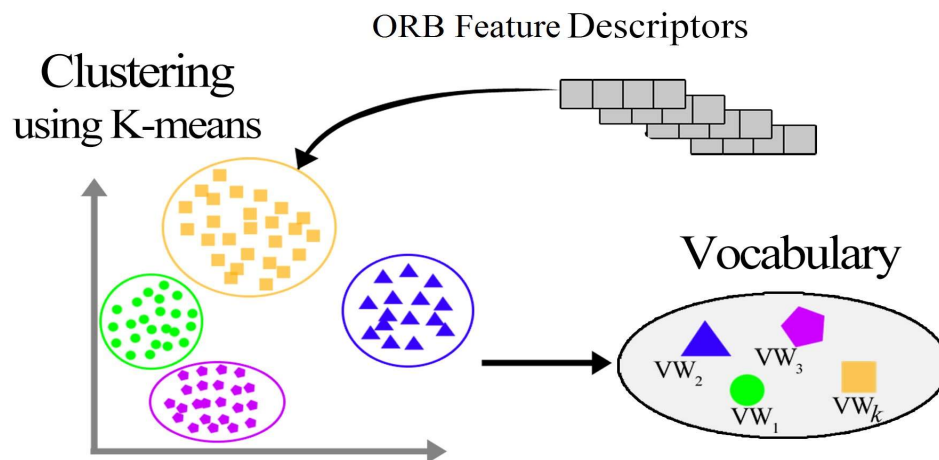 ORB Feature Descriptors
Clustering
using K-means
Vocabulary
VW2
VW3
VW1
VWk